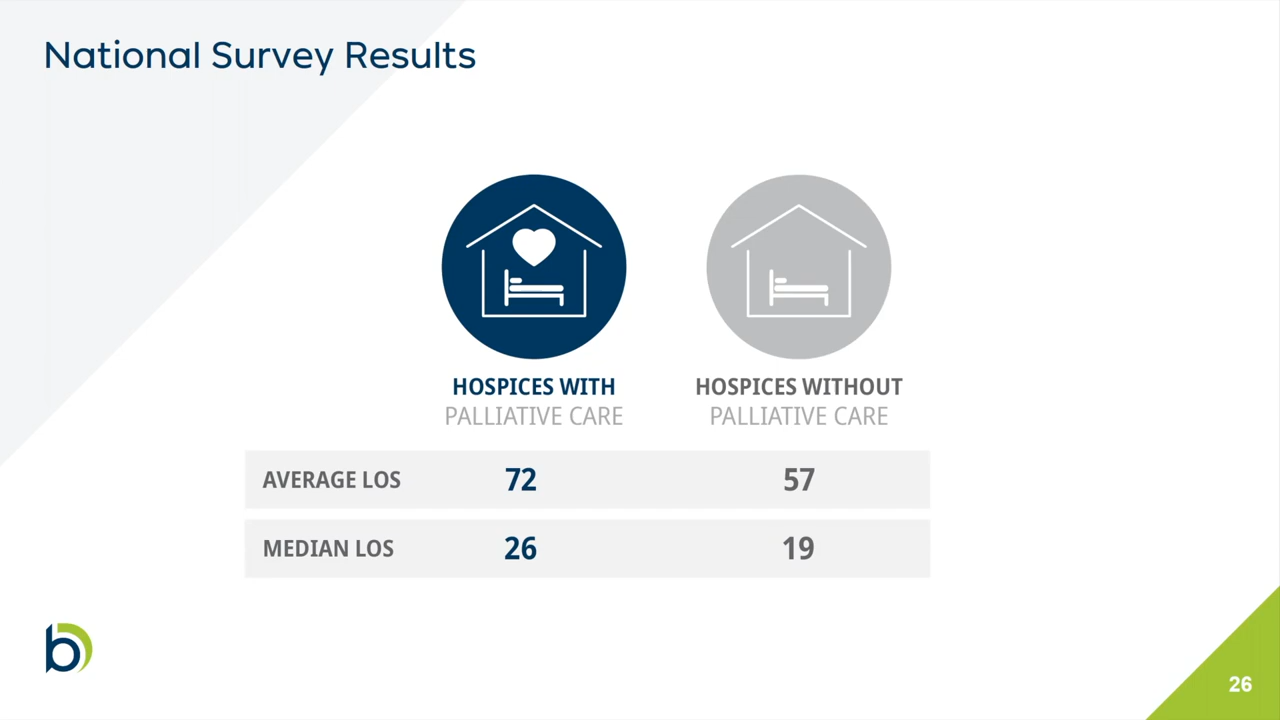 National Survey Results
HOSPICES WITH
PALLIATIVE CARE
HOSPICES WITHOUT
PALLIATIVE CARE
AVERAGE LOS 72 57
MEDIAN LOS 26 19
b
26